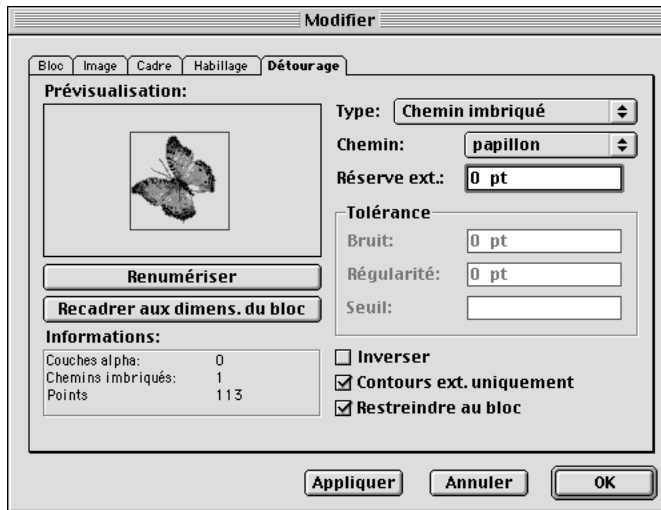 Modifier
Bloc Image Cadre Habillage Détourage
Prévisualisation:
Renumériser
Recadrer aux dimens. du bloc
Informations:
Couches alpha: 0
Chemins imbriqués: 1
Points 113
Type: Chemin imbriqué
Chemin: papillon
Réserve ext.: 0 pt
Tolérance
Bruit: 0 pt
Régularité: 0 pt
Seuil:
Inverser
Contours ext. uniquement
Restreindre au bloc
Appliquer Annuler OK